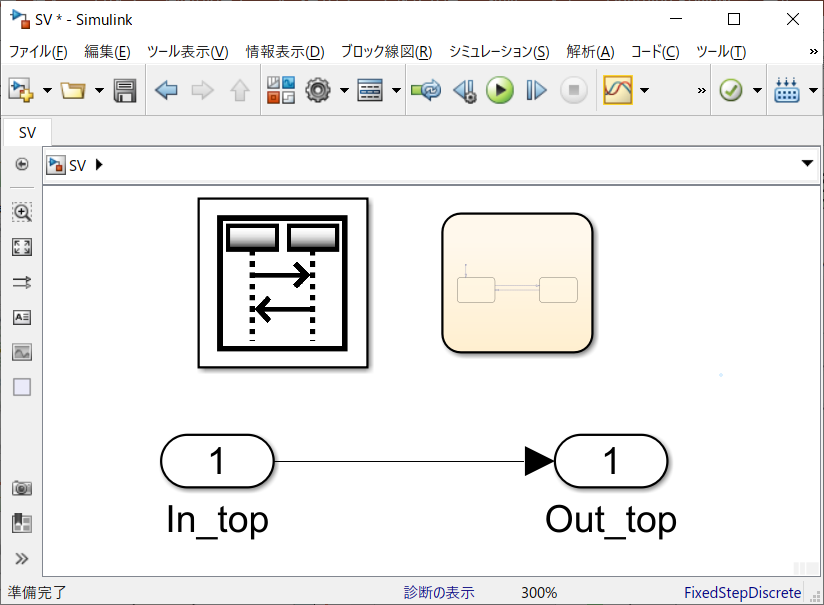 SV * - Simulink
ファイル(F) 編集(E) ツール表示(V) 情報表示(D) ブロック線図(R) シミュレーション(S) 解析(A) コード(C) ツール(T) »
SV
SV
1 1
In_top Out_top
準備完了 診断の表示 300% FixedStepDiscrete